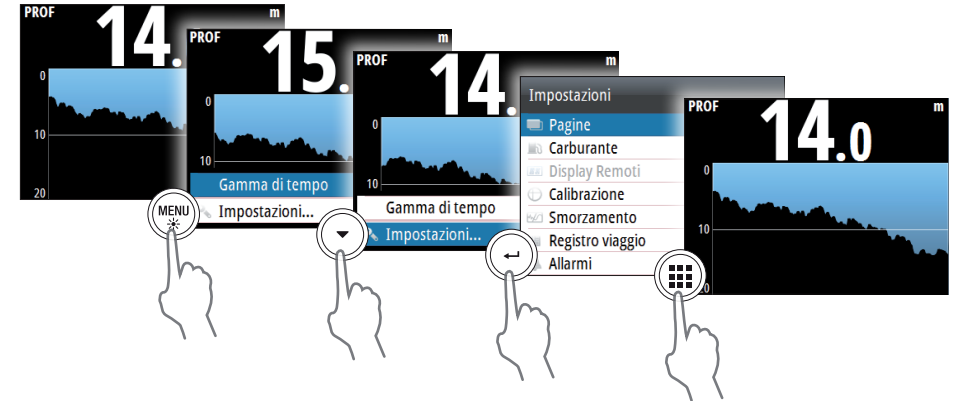 PROF m
14.
0
10
20
MENU
PROF m
15.
0
10
Gamma di tempo
Impostazioni...
PROF m
14.
0
10
Gamma di tempo
Impostazioni...
Impostazioni
Pagine
Carburante
Display Remoti
Calibrazione
Smorzamento
Registro viaggio
Allarmi
PROF m
14.0
0
10
20